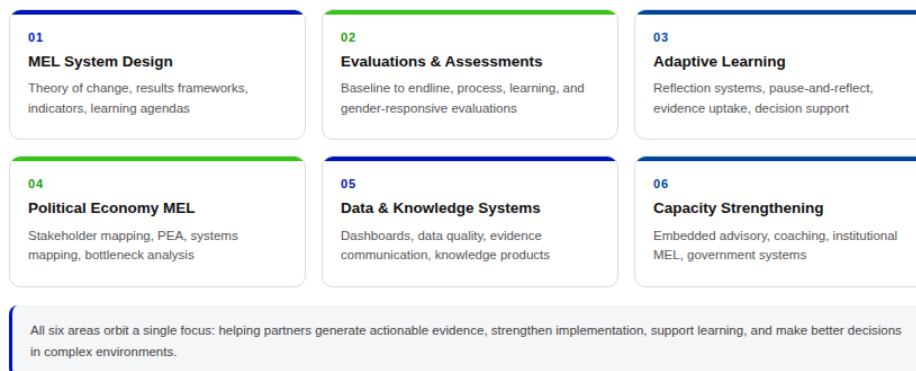 01
MEL System Design
Theory of change, results frameworks,
indicators, learning agendas
02
Evaluations & Assessments
Baseline to endline, process, learning, and
gender-responsive evaluations
03
Adaptive Learning
Reflection systems, pause-and-reflect,
evidence uptake, decision support
04
Political Economy MEL
Stakeholder mapping, PEA, systems
mapping, bottleneck analysis
05
Data & Knowledge Systems
Dashboards, data quality, evidence
communication, knowledge products
06
Capacity Strengthening
Embedded advisory, coaching, institutional
MEL, government systems
All six areas orbit a single focus: helping partners generate actionable evidence, strengthen implementation, support learning, and make better decisions
in complex environments.